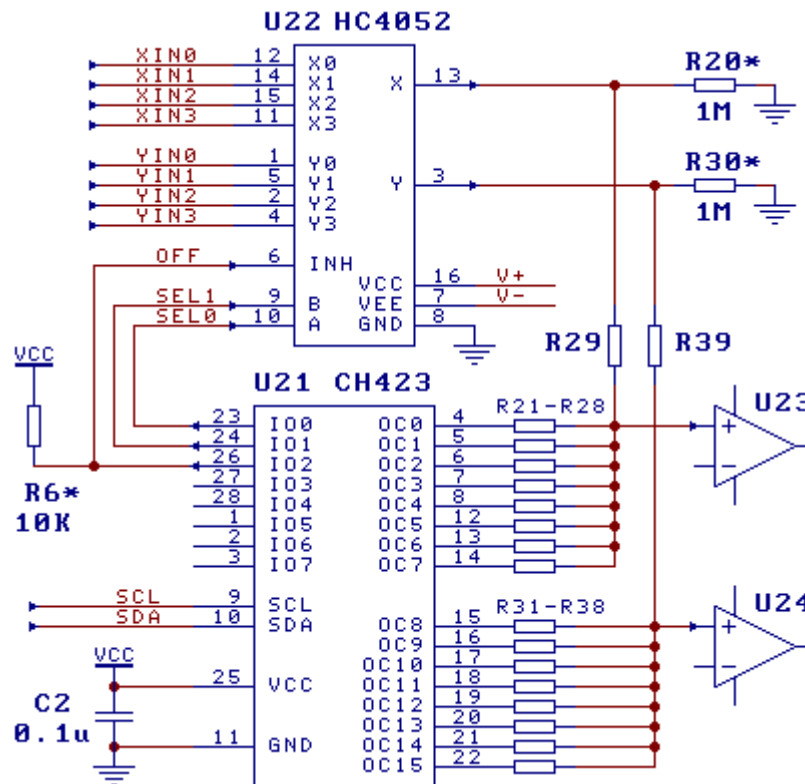 U22 HC4052
XIN0 12 X0 X 13
XIN1 14 X1
XIN2 15 X2
XIN3 11 X3
R20*
1M
YIN0 1 Y0
YIN1 5 Y1 Y 3
YIN2 2 Y2
YIN3 4 Y3
R30*
1M
OFF 6 INH
VCC 16 V+
SEL1 9 B VEE 7 V-
SEL0 10 A GND 8
R29
R39
VCC
R6*
10K
U21 CH423
R21-R28
U23
+
-
23 IO0 OC0 4
24 IO1 OC1 5
26 IO2 OC2 6
27 IO3 OC3 7
28 IO4 OC4 8
1 IO5 OC5 12
2 IO6 OC6 13
3 IO7 OC7 14
SCL 9 SCL
SDA 10 SDA
R31-R38
U24
+
-
OC8 15
OC9 16
OC10 17
OC11 18
OC12 19
OC13 20
OC14 21
OC15 22
VCC
25 VCC
C2
0.1u
11 GND